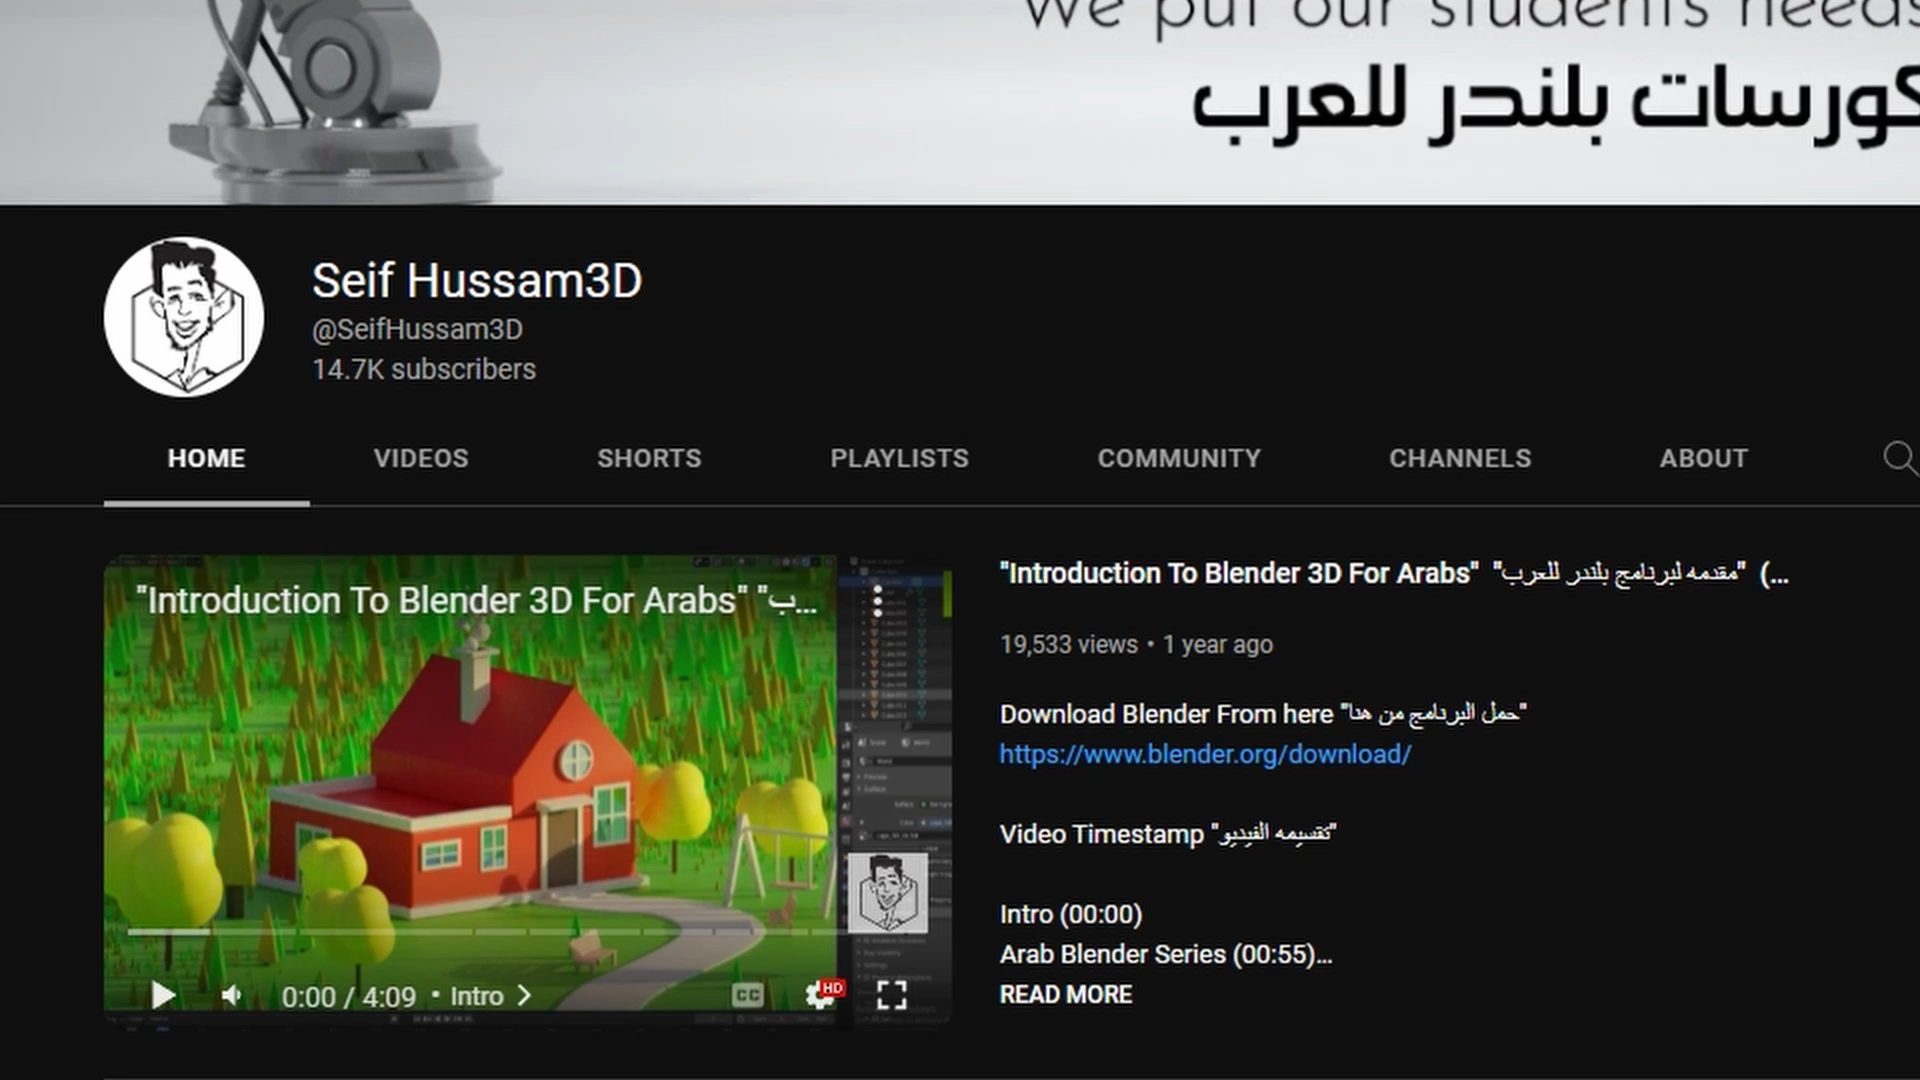 We put our students needs
كورسات بلندر للعرب
Seif Hussam3D
@SeifHussam3D
14.7K subscribers
HOME VIDEOS SHORTS PLAYLISTS COMMUNITY CHANNELS ABOUT
"Introduction To Blender 3D For Arabs" "ب...
0:00 / 4:09 • Intro
CC HD
"Introduction To Blender 3D For Arabs" "مقدمه لبرنامج بلندر للعرب" (...
19,533 views • 1 year ago
Download Blender From here "حمل البرنامج من هنا"
https://www.blender.org/download/
Video Timestamp "تقسيمه الفيديو"
Intro (00:00)
Arab Blender Series (00:55)...
READ MORE